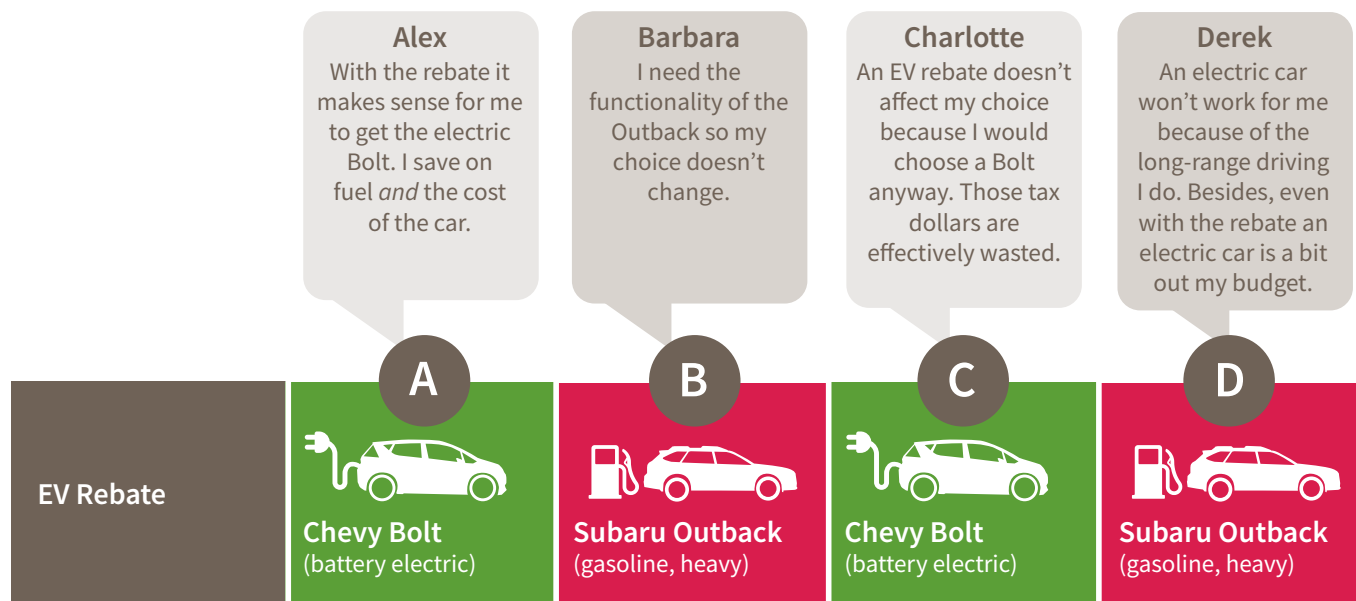 Alex
With the rebate it
makes sense for me
to get the electric
Bolt. I save on
fuel and the cost
of the car.
Barbara
I need the
functionality of the
Outback so my
choice doesn’t
change.
Charlotte
An EV rebate doesn’t
affect my choice
because I would
choose a Bolt
anyway. Those tax
dollars are
effectively wasted.
Derek
An electric car
won’t work for me
because of the
long-range driving
I do. Besides, even
with the rebate an
electric car is a bit
out my budget.
A
B
C
D
EV Rebate
Chevy Bolt
(battery electric)
Subaru Outback
(gasoline, heavy)
Chevy Bolt
(battery electric)
Subaru Outback
(gasoline, heavy)